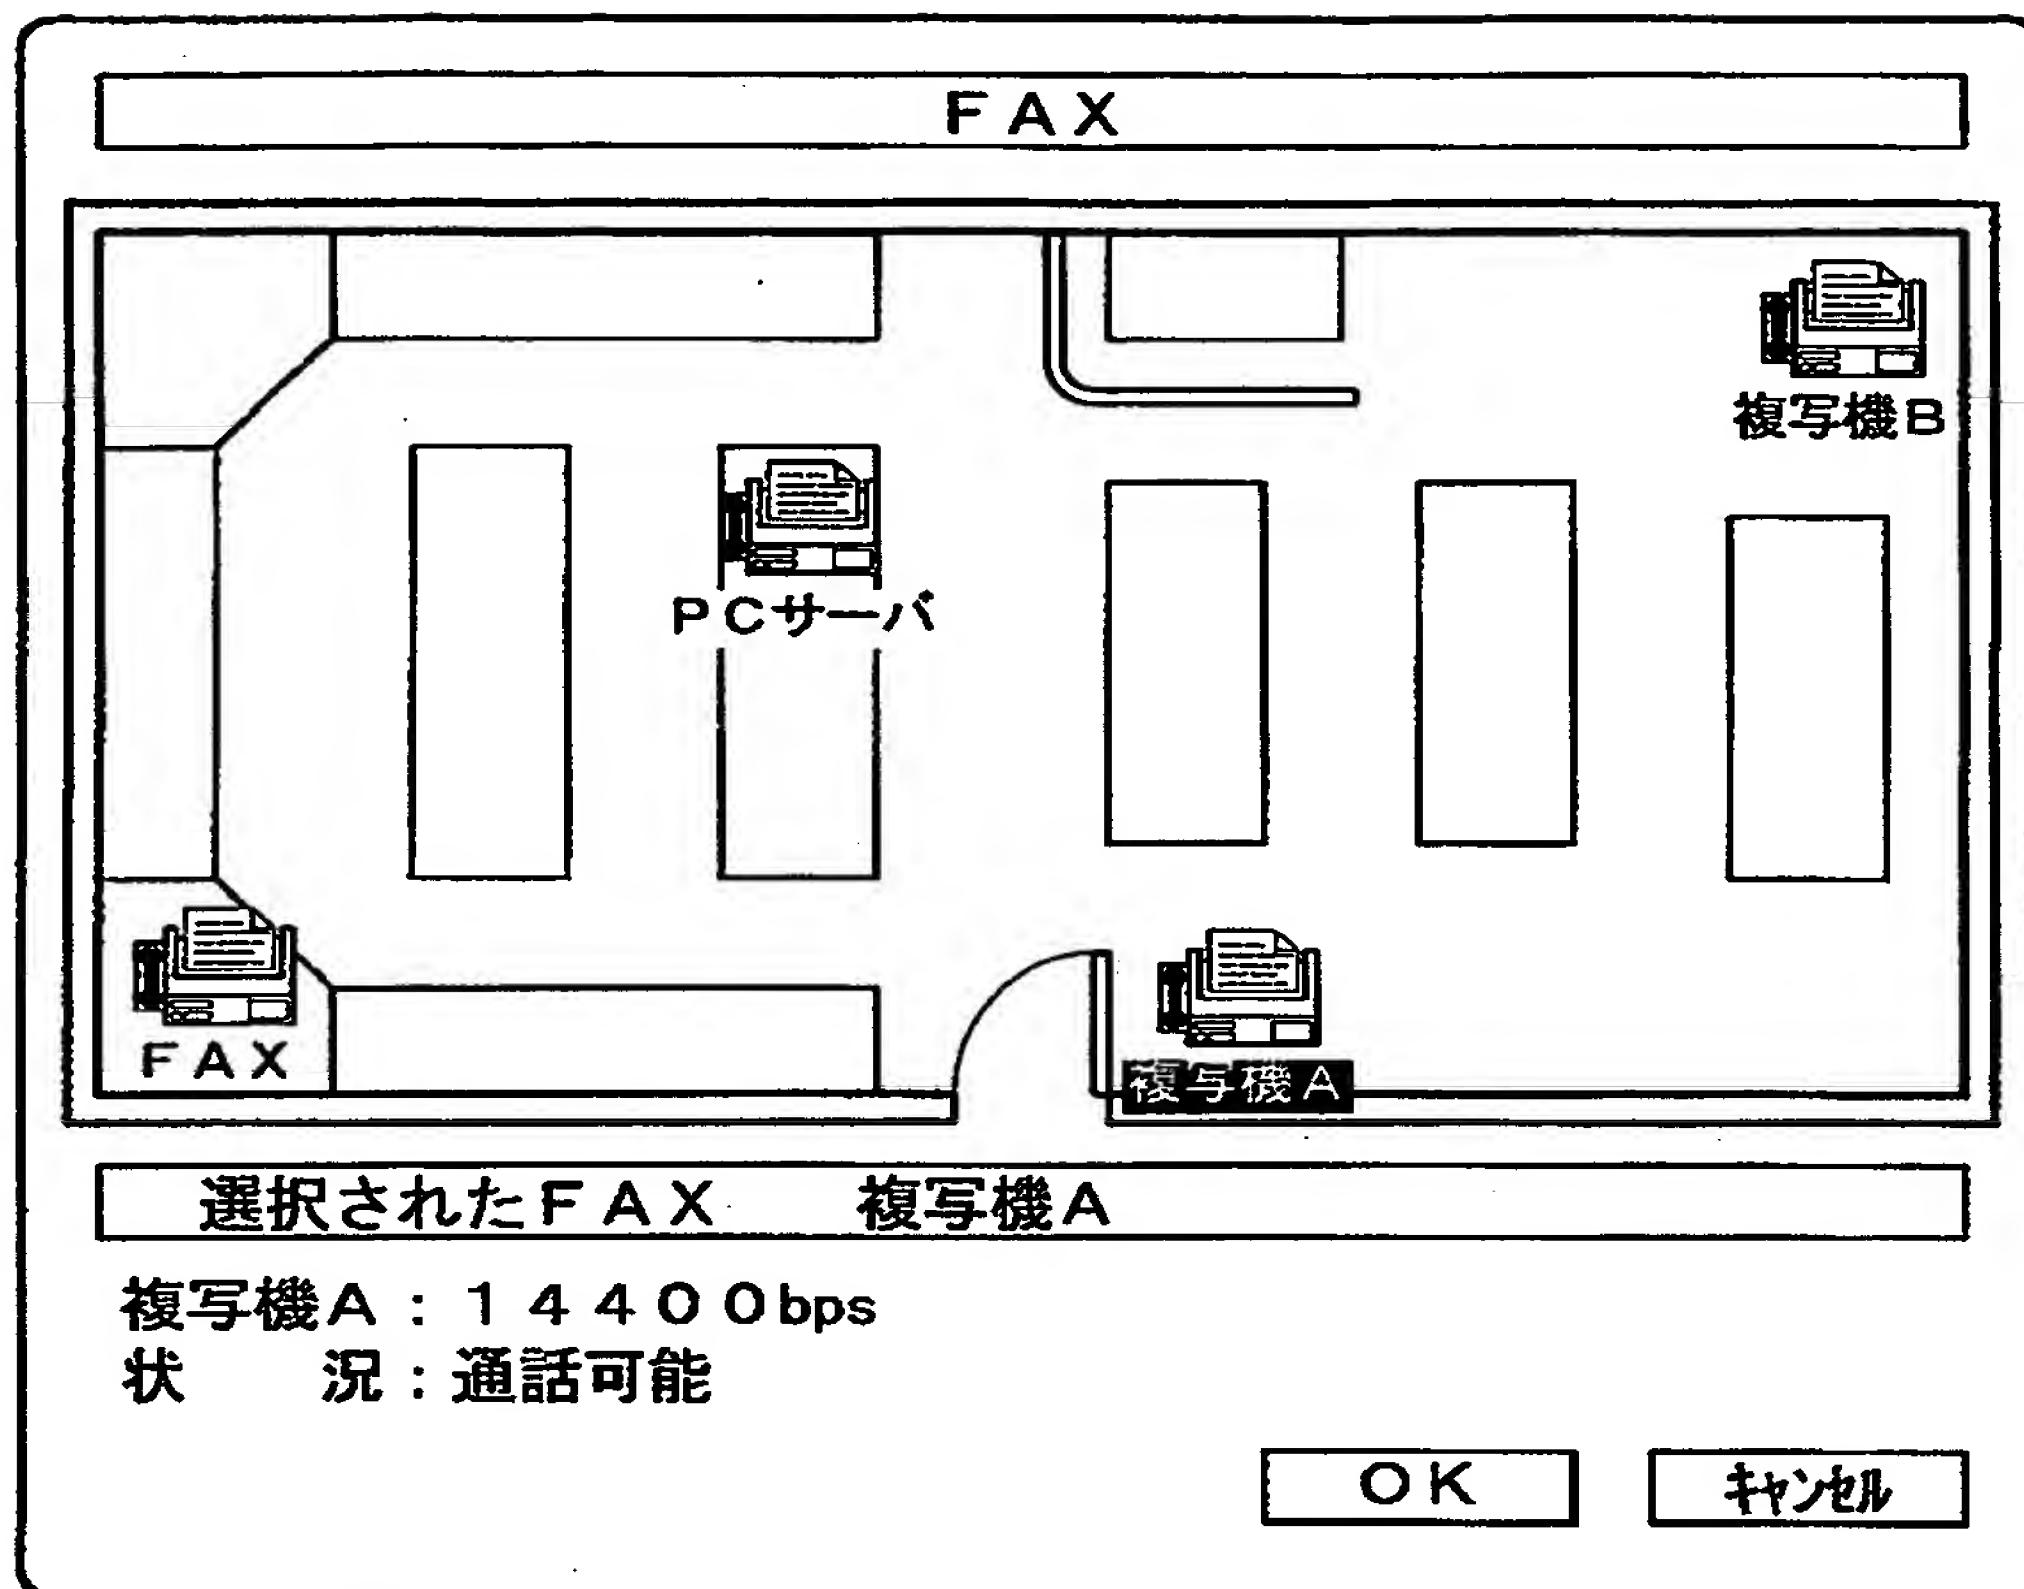 FAX
複写機B
PCサーバ
FAX
複写機A
選択されたFAX 複写機A
複写機A:14400bps
状 況:通話可能
OK
キャンセル